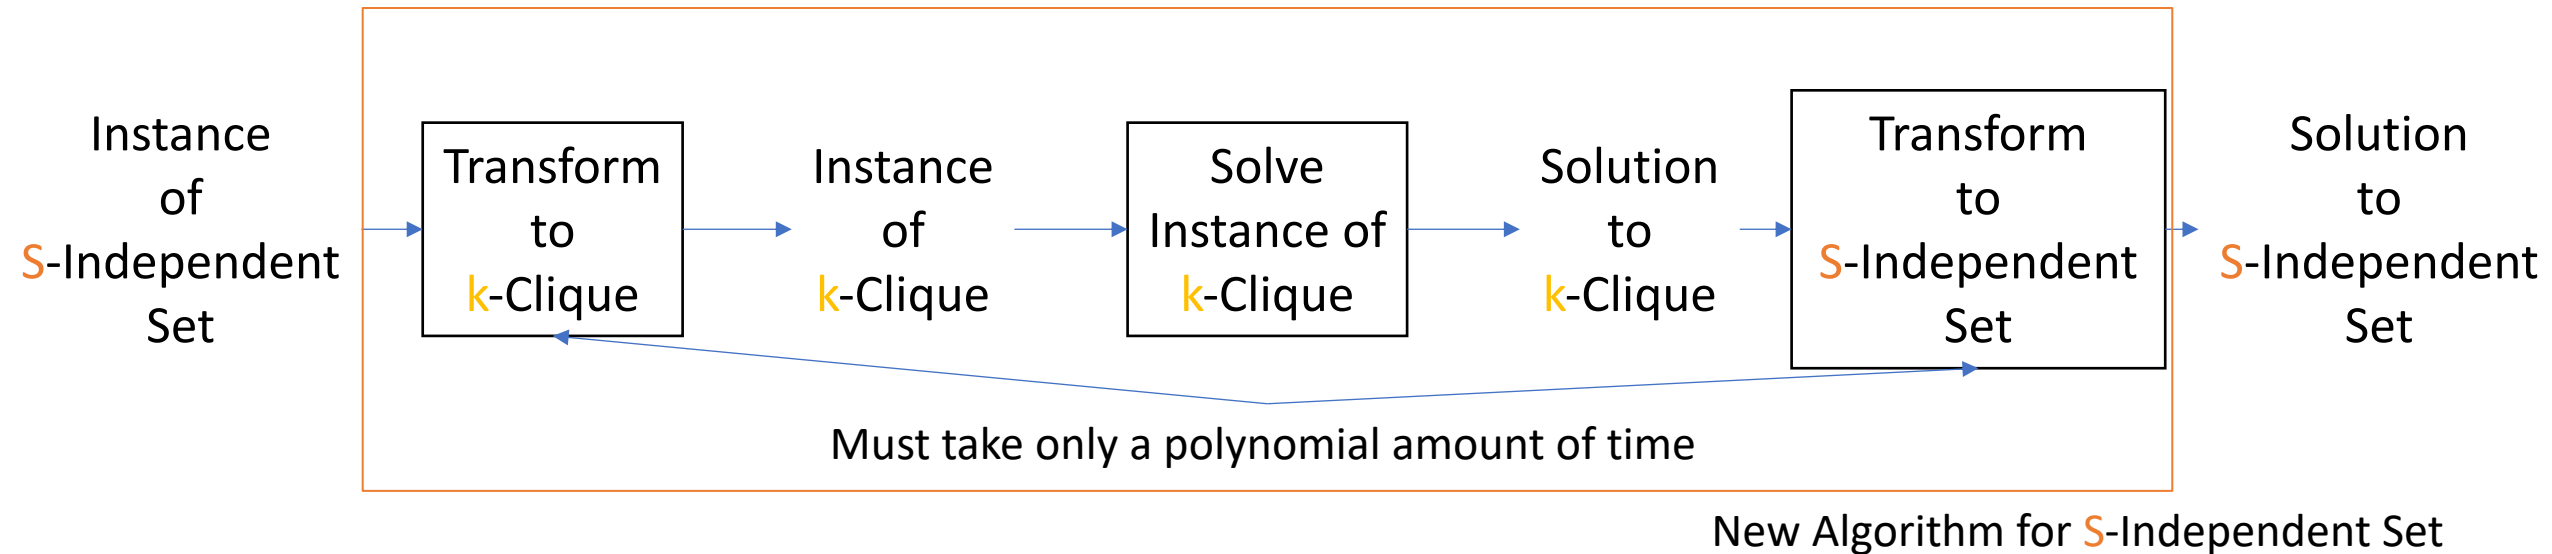 Instance
of
S-Independent
Set
Transform
to
k-Clique
Instance
of
k-Clique
Solve
Instance of
k-Clique
Solution
to
k-Clique
Transform
to
S-Independent
Set
Solution
to
S-Independent
Set
Must take only a polynomial amount of time
New Algorithm for S-Independent Set